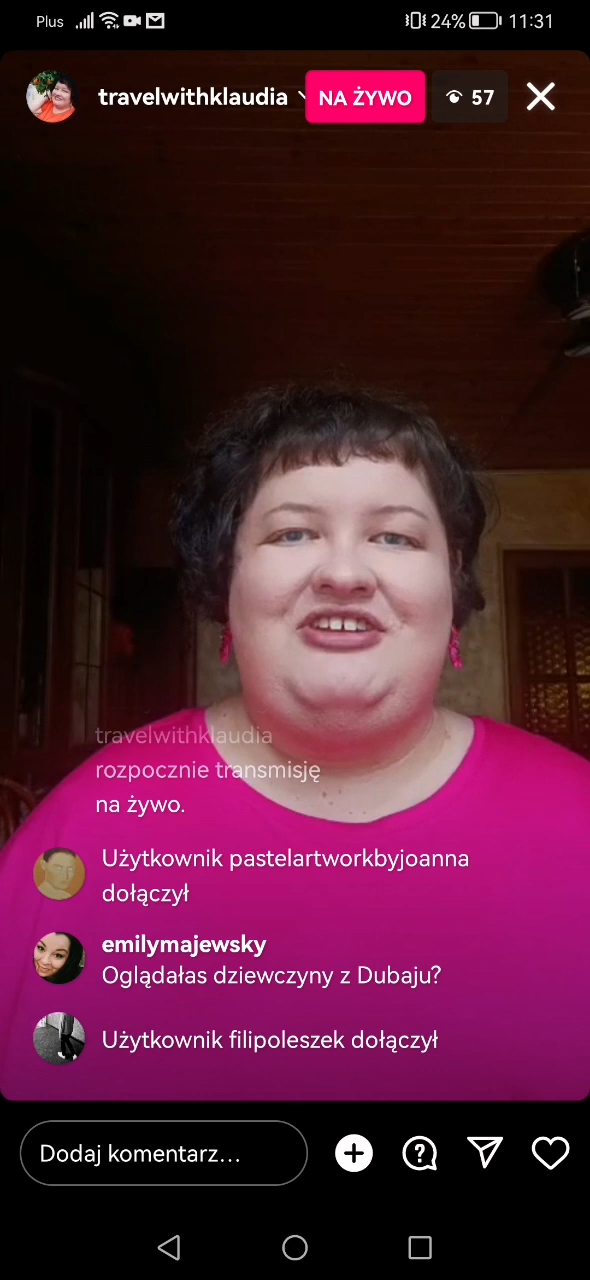 Plus 24% 11:31
travelwithklaudia NA ŻYWO 57
travelwithklaudia
rozpocznie transmisję
na żywo.
Użytkownik pastelartworkbyjoanna
dołączył
emilymajewsky
Oglądałas dziewczyny z Dubaju?
Użytkownik filipoleszek dołączył
Dodaj komentarz...